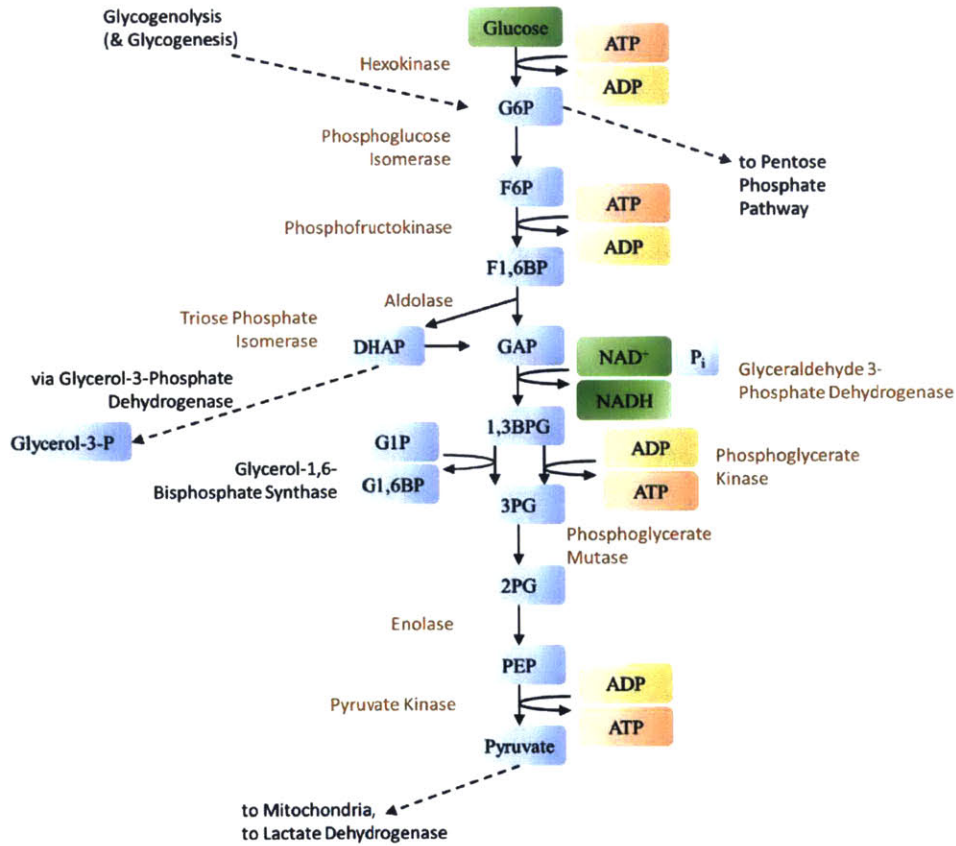 Glycogenolysis
(& Glycogenesis)
Glucose
ATP
Hexokinase
ADP
G6P
Phosphoglucose
Isomerase
to Pentose
Phosphate
Pathway
F6P
ATP
Phosphofructokinase
ADP
F1,6BP
Aldolase
Triose Phosphate
Isomerase
DHAP
GAP
NAD⁺
Pi
Glyceraldehyde 3-
Phosphate Dehydrogenase
via Glycerol-3-Phosphate
Dehydrogenase
NADH
Glycerol-3-P
1,3BPG
G1P
ADP
Glycerol-1,6-
Bisphosphate Synthase
G1,6BP
Phosphoglycerate
Kinase
ATP
3PG
Phosphoglycerate
Mutase
2PG
Enolase
PEP
ADP
Pyruvate Kinase
ATP
Pyruvate
to Mitochondria,
to Lactate Dehydrogenase